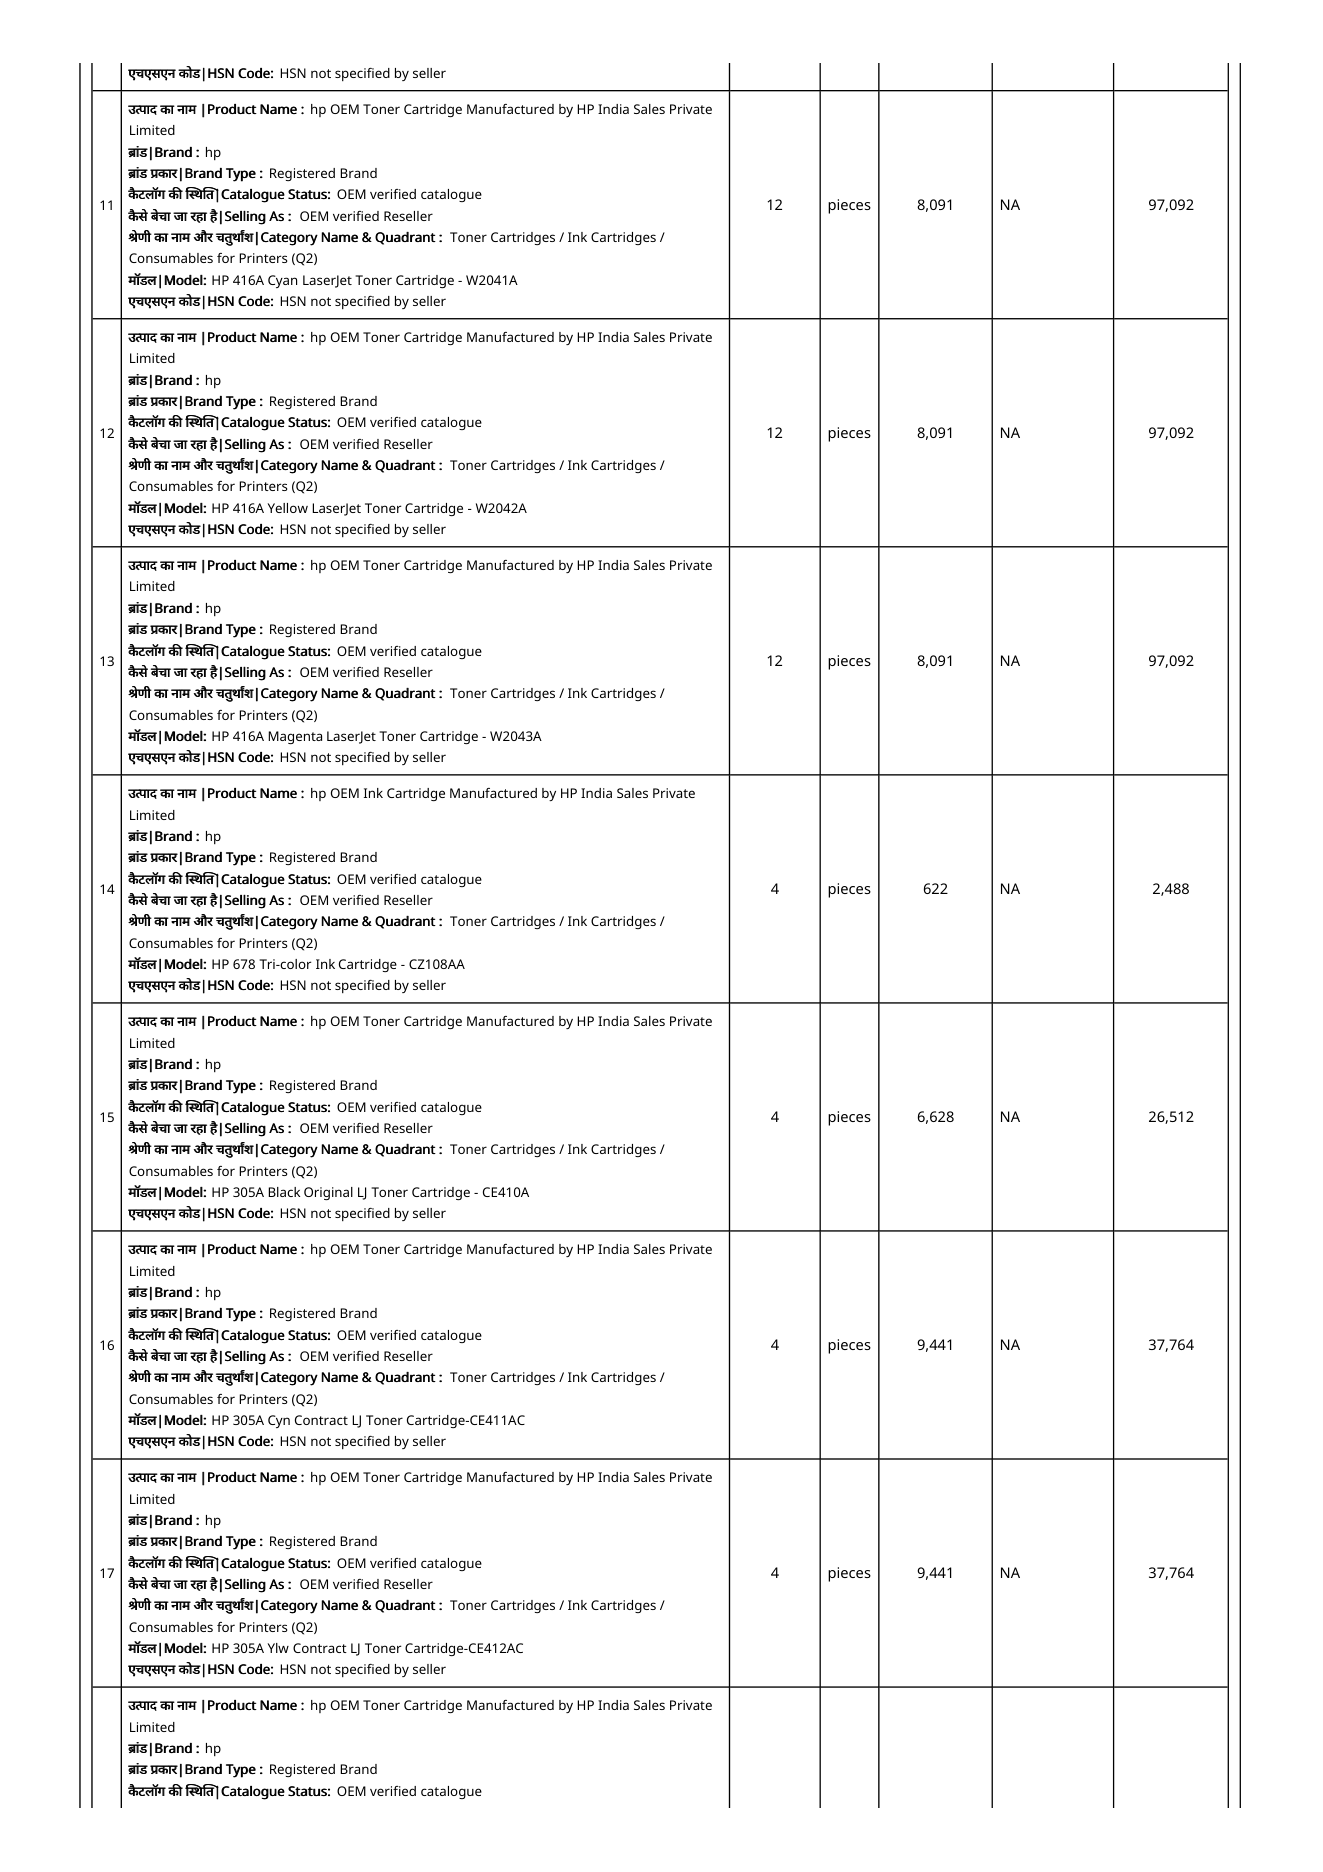 एचएसएन कोड|HSN Code: HSN not specified by seller
उत्पाद का नाम |Product Name : hp OEM Toner Cartridge Manufactured by HP India Sales Private
Limited
ब्रांड|Brand : hp
ब्रांड प्रकार|Brand Type : Registered Brand
कैटलॉग की स्थिति|Catalogue Status: OEM verified catalogue
कैसे बेचा जा रहा है|Selling As : OEM verified Reseller
श्रेणी का नाम और चतुर्थांश|Category Name & Quadrant : Toner Cartridges / Ink Cartridges /
Consumables for Printers (Q2)
मॉडल|Model: HP 416A Cyan LaserJet Toner Cartridge - W2041A
एचएसएन कोड|HSN Code: HSN not specified by seller
11 12 pieces 8,091 NA 97,092
उत्पाद का नाम |Product Name : hp OEM Toner Cartridge Manufactured by HP India Sales Private
Limited
ब्रांड|Brand : hp
ब्रांड प्रकार|Brand Type : Registered Brand
कैटलॉग की स्थिति|Catalogue Status: OEM verified catalogue
कैसे बेचा जा रहा है|Selling As : OEM verified Reseller
श्रेणी का नाम और चतुर्थांश|Category Name & Quadrant : Toner Cartridges / Ink Cartridges /
Consumables for Printers (Q2)
मॉडल|Model: HP 416A Yellow LaserJet Toner Cartridge - W2042A
एचएसएन कोड|HSN Code: HSN not specified by seller
12 12 pieces 8,091 NA 97,092
उत्पाद का नाम |Product Name : hp OEM Toner Cartridge Manufactured by HP India Sales Private
Limited
ब्रांड|Brand : hp
ब्रांड प्रकार|Brand Type : Registered Brand
कैटलॉग की स्थिति|Catalogue Status: OEM verified catalogue
कैसे बेचा जा रहा है|Selling As : OEM verified Reseller
श्रेणी का नाम और चतुर्थांश|Category Name & Quadrant : Toner Cartridges / Ink Cartridges /
Consumables for Printers (Q2)
मॉडल|Model: HP 416A Magenta LaserJet Toner Cartridge - W2043A
एचएसएन कोड|HSN Code: HSN not specified by seller
13 12 pieces 8,091 NA 97,092
उत्पाद का नाम |Product Name : hp OEM Ink Cartridge Manufactured by HP India Sales Private
Limited
ब्रांड|Brand : hp
ब्रांड प्रकार|Brand Type : Registered Brand
कैटलॉग की स्थिति|Catalogue Status: OEM verified catalogue
कैसे बेचा जा रहा है|Selling As : OEM verified Reseller
श्रेणी का नाम और चतुर्थांश|Category Name & Quadrant : Toner Cartridges / Ink Cartridges /
Consumables for Printers (Q2)
मॉडल|Model: HP 678 Tri-color Ink Cartridge - CZ108AA
एचएसएन कोड|HSN Code: HSN not specified by seller
14 4 pieces 622 NA 2,488
उत्पाद का नाम |Product Name : hp OEM Toner Cartridge Manufactured by HP India Sales Private
Limited
ब्रांड|Brand : hp
ब्रांड प्रकार|Brand Type : Registered Brand
कैटलॉग की स्थिति|Catalogue Status: OEM verified catalogue
कैसे बेचा जा रहा है|Selling As : OEM verified Reseller
श्रेणी का नाम और चतुर्थांश|Category Name & Quadrant : Toner Cartridges / Ink Cartridges /
Consumables for Printers (Q2)
मॉडल|Model: HP 305A Black Original LJ Toner Cartridge - CE410A
एचएसएन कोड|HSN Code: HSN not specified by seller
15 4 pieces 6,628 NA 26,512
उत्पाद का नाम |Product Name : hp OEM Toner Cartridge Manufactured by HP India Sales Private
Limited
ब्रांड|Brand : hp
ब्रांड प्रकार|Brand Type : Registered Brand
कैटलॉग की स्थिति|Catalogue Status: OEM verified catalogue
कैसे बेचा जा रहा है|Selling As : OEM verified Reseller
श्रेणी का नाम और चतुर्थांश|Category Name & Quadrant : Toner Cartridges / Ink Cartridges /
Consumables for Printers (Q2)
मॉडल|Model: HP 305A Cyn Contract LJ Toner Cartridge-CE411AC
एचएसएन कोड|HSN Code: HSN not specified by seller
16 4 pieces 9,441 NA 37,764
उत्पाद का नाम |Product Name : hp OEM Toner Cartridge Manufactured by HP India Sales Private
Limited
ब्रांड|Brand : hp
ब्रांड प्रकार|Brand Type : Registered Brand
कैटलॉग की स्थिति|Catalogue Status: OEM verified catalogue
कैसे बेचा जा रहा है|Selling As : OEM verified Reseller
श्रेणी का नाम और चतुर्थांश|Category Name & Quadrant : Toner Cartridges / Ink Cartridges /
Consumables for Printers (Q2)
मॉडल|Model: HP 305A Ylw Contract LJ Toner Cartridge-CE412AC
एचएसएन कोड|HSN Code: HSN not specified by seller
17 4 pieces 9,441 NA 37,764
उत्पाद का नाम |Product Name : hp OEM Toner Cartridge Manufactured by HP India Sales Private
Limited
ब्रांड|Brand : hp
ब्रांड प्रकार|Brand Type : Registered Brand
कैटलॉग की स्थिति|Catalogue Status: OEM verified catalogue